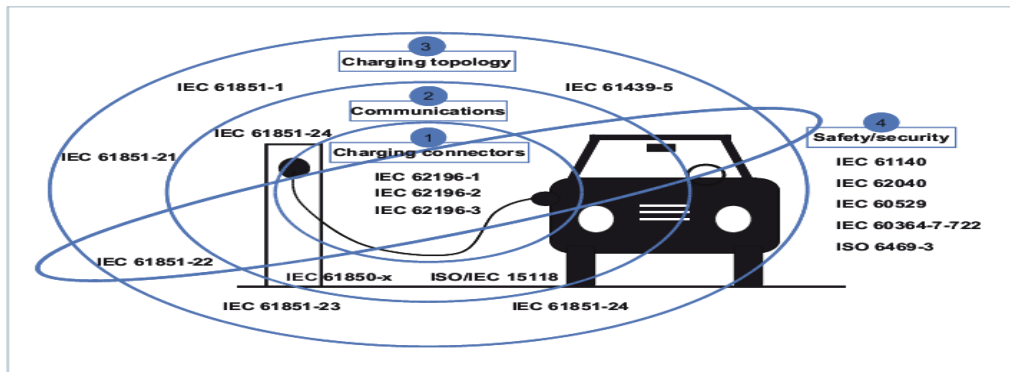 3
Charging topology
IEC 61851-1
IEC 61439-5
2
Communications
IEC 61851-24
1
Charging connectors
4
Safety/security
IEC 61851-21
IEC 62196-1
IEC 62196-2
IEC 62196-3
IEC 61140
IEC 62040
IEC 60529
IEC 60364-7-722
ISO 6469-3
IEC 61851-22
IEC 61850-x
ISO/IEC 15118
IEC 61851-23
IEC 61851-24